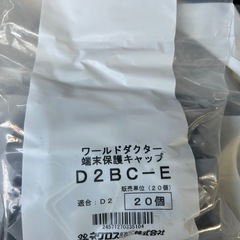 ワールドダクター
端末保護キャップ
D2BC-E
販売単位(20個)
適合:D2
20個
24571270335104
ネグロス電工株式会社